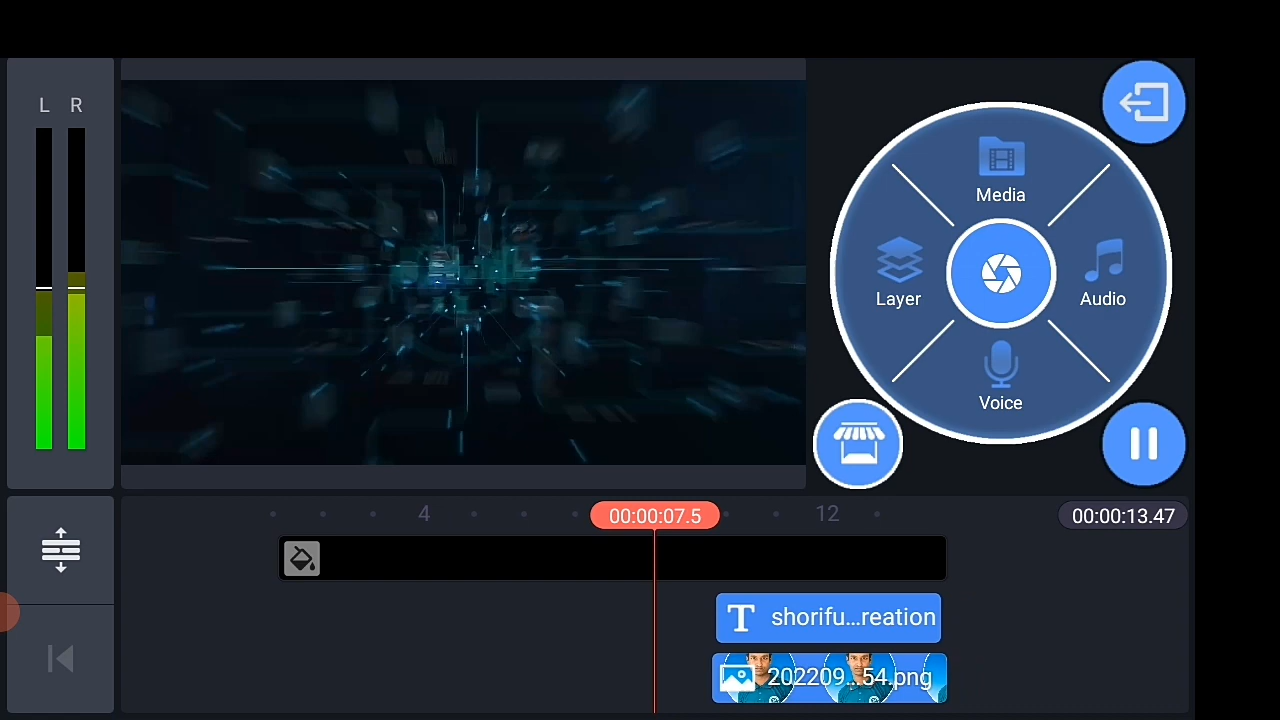 L R
Media
Layer
Audio
Voice
4
00:00:07.5
12
00:00:13.47
T shorifu...reation
202209...54.png